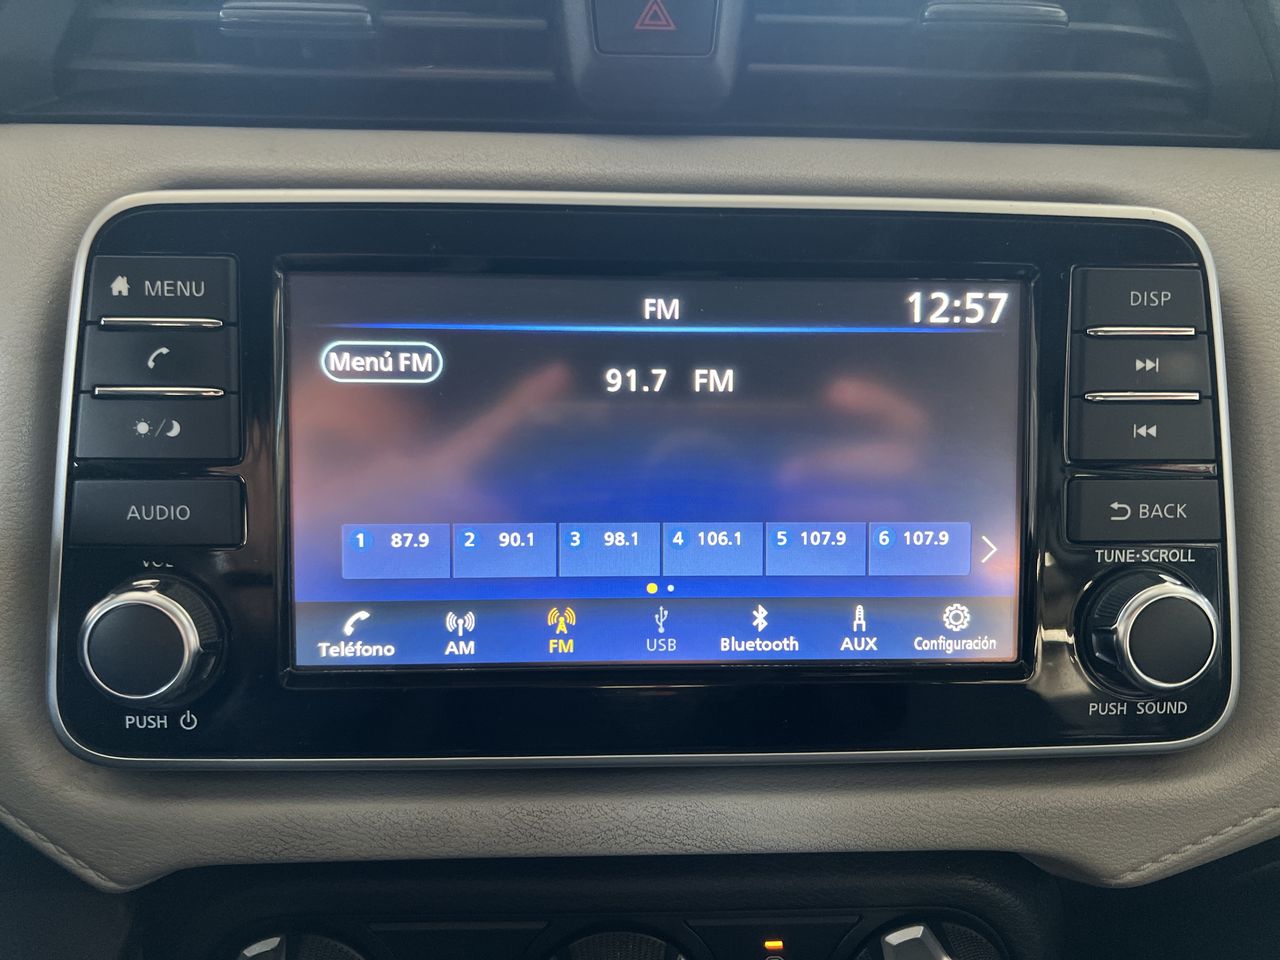 MENU
AUDIO
VOL
PUSH
FM
12:57
Menú FM
91.7 FM
1 87.9
2 90.1
3 98.1
4 106.1
5 107.9
6 107.9
Teléfono
AM
FM
USB
Bluetooth
AUX
Configuración
DISP
BACK
TUNE·SCROLL
PUSH SOUND